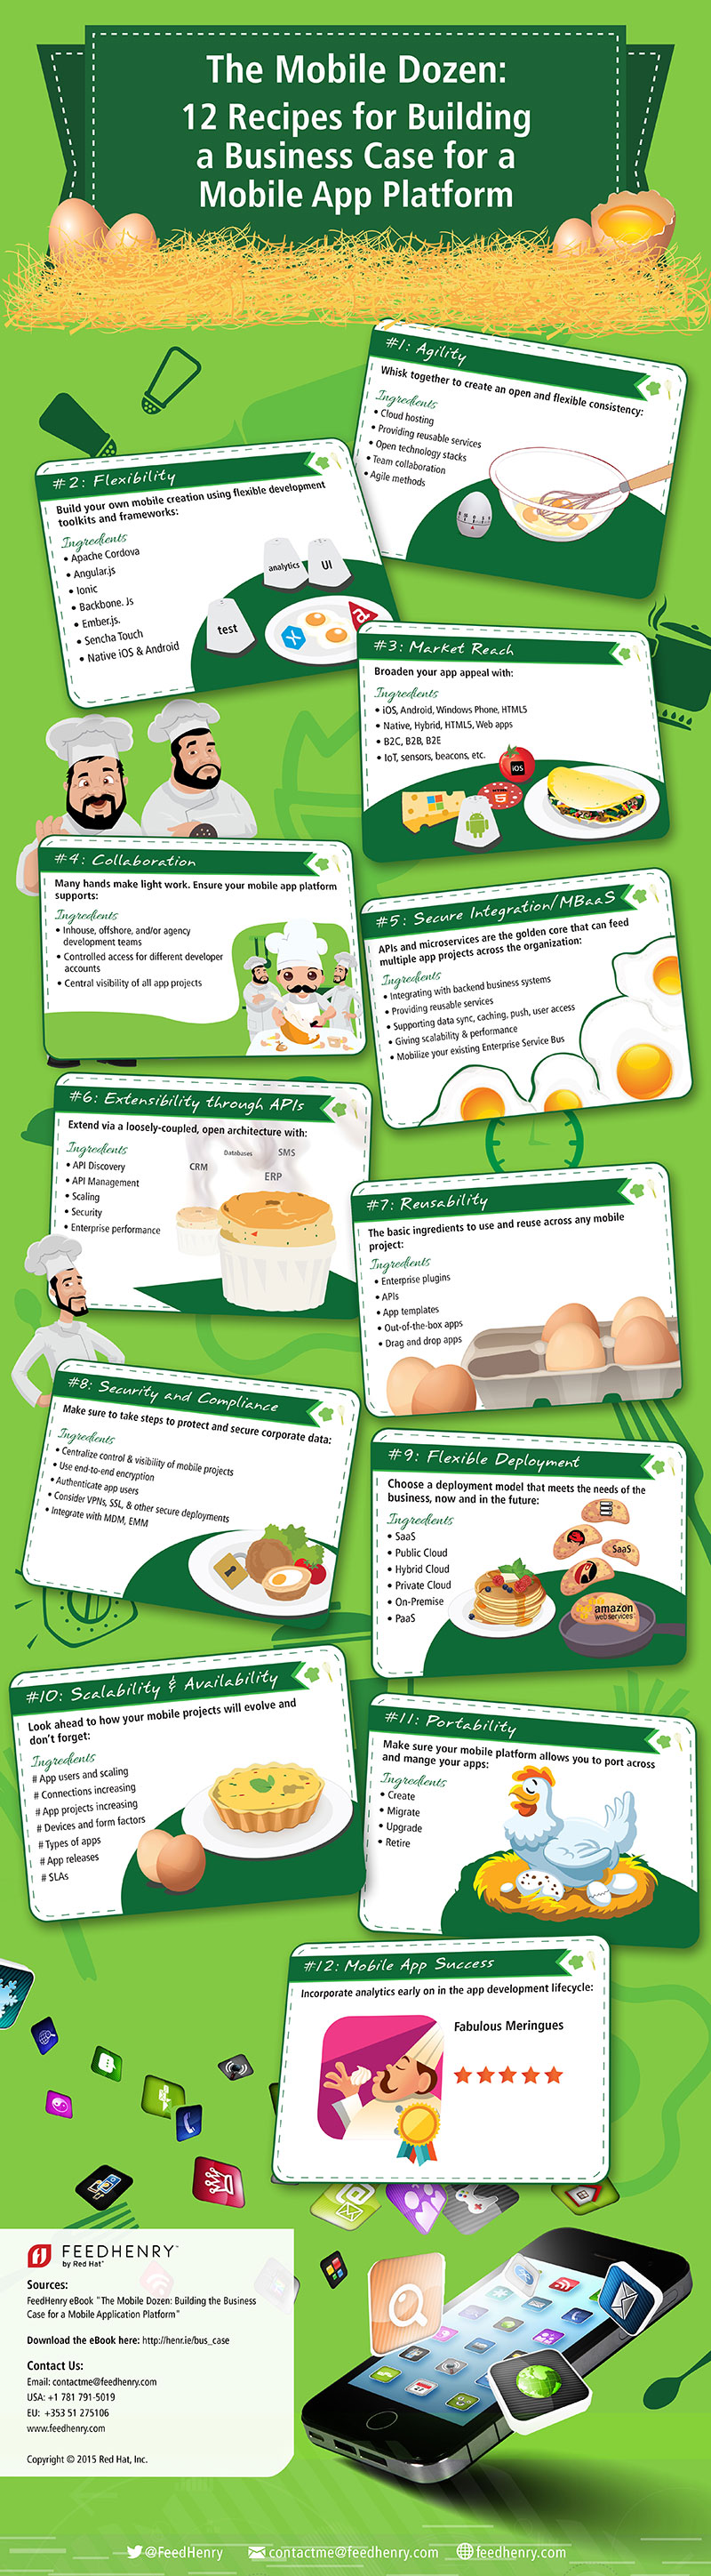 The Mobile Dozen:
12 Recipes for Building
a Business Case for a
Mobile App Platform
#1: Agility
Whisk together to create an open and flexible consistency:
Ingredients
• Cloud hosting
• Providing reusable services
• Open technology stacks
• Team collaboration
• Agile methods
#2: Flexibility
Build your own mobile creation using flexible development
toolkits and frameworks:
Ingredients
• Apache Cordova
• Angular.js
• Ionic
• Backbone. Js
• Ember.js.
• Sencha Touch
• Native iOS & Android
analytics
UI
test
#3: Market Reach
Broaden your app appeal with:
Ingredients
• iOS, Android, Windows Phone, HTML5
• Native, Hybrid, HTML5, Web apps
• B2C, B2B, B2E
• IoT, sensors, beacons, etc.
iOS
HTML
5
#4: Collaboration
Many hands make light work. Ensure your mobile app platform
supports:
Ingredients
• Inhouse, offshore, and/or agency
development teams
• Controlled access for different developer
accounts
• Central visibility of all app projects
#5: Secure Integration/MBaaS
APIs and microservices are the golden core that can feed
multiple app projects across the organization:
Ingredients
• Integrating with backend business systems
• Providing reusable services
• Supporting data sync, caching, push, user access
• Giving scalability & performance
• Mobilize your existing Enterprise Service Bus
#6: Extensibility through APIs
Extend via a loosely-coupled, open architecture with:
Ingredients
• API Discovery
• API Management
• Scaling
• Security
• Enterprise performance
CRM
Databases
SMS
ERP
#7: Reusability
The basic ingredients to use and reuse across any mobile
project:
Ingredients
• Enterprise plugins
• APIs
• App templates
• Out-of-the-box apps
• Drag and drop apps
#8: Security and Compliance
Make sure to take steps to protect and secure corporate data:
Ingredients
• Centralize control & visibility of mobile projects
• Use end-to-end encryption
• Authenticate app users
• Consider VPNs, SSL, & other secure deployments
• Integrate with MDM, EMM
#9: Flexible Deployment
Choose a deployment model that meets the needs of the
business, now and in the future:
Ingredients
• SaaS
• Public Cloud
• Hybrid Cloud
• Private Cloud
• On-Premise
• PaaS
SaaS
amazon
web services
#10: Scalability & Availability
Look ahead to how your mobile projects will evolve and
don't forget:
Ingredients
# App users and scaling
# Connections increasing
# App projects increasing
# Devices and form factors
# Types of apps
# App releases
# SLAs
#11: Portability
Make sure your mobile platform allows you to port across
and mange your apps:
Ingredients
• Create
• Migrate
• Upgrade
• Retire
#12: Mobile App Success
Incorporate analytics early on in the app development lifecycle:
Fabulous Meringues
FEEDHENRY™
by Red Hat®
Sources:
FeedHenry eBook "The Mobile Dozen: Building the Business
Case for a Mobile Application Platform"
Download the eBook here: http://henr.ie/bus_case
Contact Us:
Email: contactme@feedhenry.com
USA: +1 781 791-5019
EU: +353 51 275106
www.feedhenry.com
Copyright © 2015 Red Hat, Inc.
@FeedHenry contactme@feedhenry.com feedhenry.com